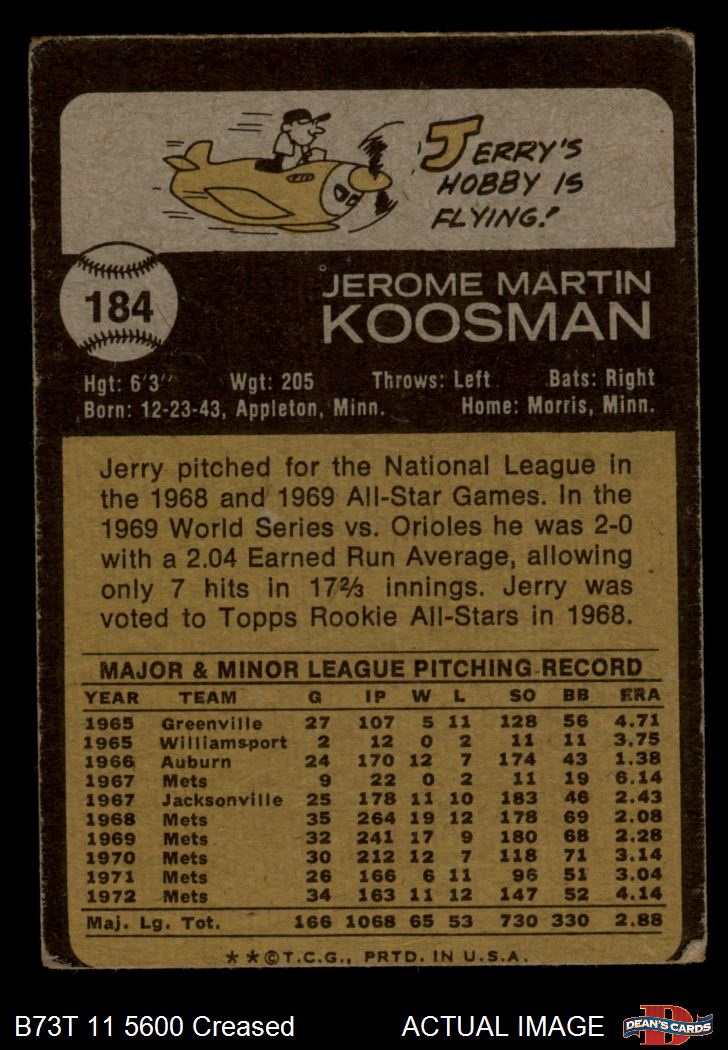 JERRY'S
HOBBY IS
FLYING!
184
JEROME MARTIN
KOOSMAN
Hgt: 6'3" Wgt: 205 Throws: Left Bats: Right
Born: 12-23-43, Appleton, Minn. Home: Morris, Minn.
Jerry pitched for the National League in
the 1968 and 1969 All-Star Games. In the
1969 World Series vs. Orioles he was 2-0
with a 2.04 Earned Run Average, allowing
only 7 hits in 17⅔ innings. Jerry was
voted to Topps Rookie All-Stars in 1968.
MAJOR & MINOR LEAGUE PITCHING RECORD
YEAR TEAM G IP W L SO BB ERA
1965 Greenville 27 107 5 11 128 56 4.71
1965 Williamsport 2 12 0 2 11 11 3.75
1966 Auburn 24 170 12 7 174 43 1.38
1967 Mets 9 22 0 2 11 19 6.14
1967 Jacksonville 25 178 11 10 183 46 2.43
1968 Mets 35 264 19 12 178 69 2.08
1969 Mets 32 241 17 9 180 68 2.28
1970 Mets 30 212 12 7 118 71 3.14
1971 Mets 26 166 6 11 96 51 3.04
1972 Mets 34 163 11 12 147 52 4.14
Maj. Lg. Tot. 166 1068 65 53 730 330 2.88
★★©T.C.G., PRTD. IN U.S.A.
B73T 11 5600 Creased ACTUAL IMAGE DEAN'S CARDS